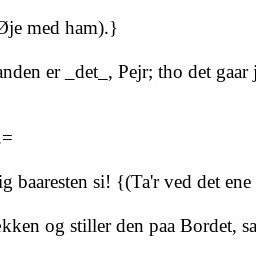 Øje med ham).}
anden er _det_, Pejr; tho det gaar j
=
ig baaresten si! {(Ta'r ved det ene
kken og stiller den paa Bordet, sa